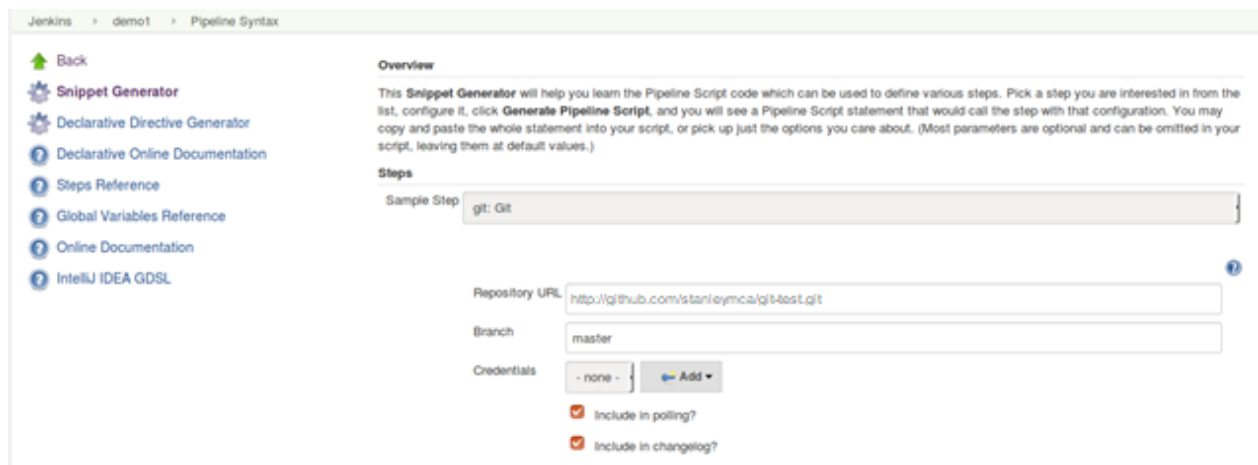 Jenkins › demo1 › Pipeline Syntax
Back
Snippet Generator
Declarative Directive Generator
Declarative Online Documentation
Steps Reference
Global Variables Reference
Online Documentation
IntelliJ IDEA GDSL
Overview
This Snippet Generator will help you learn the Pipeline Script code which can be used to define various steps. Pick a step you are interested in from the
list, configure it, click Generate Pipeline Script, and you will see a Pipeline Script statement that would call the step with that configuration. You may
copy and paste the whole statement into your script, or pick up just the options you care about. (Most parameters are optional and can be omitted in your
script, leaving them at default values.)
Steps
Sample Step git: Git
Repository URL http://github.com/stanleymca/git-test.git
Branch master
Credentials - none - Add
Include in polling?
Include in changelog?